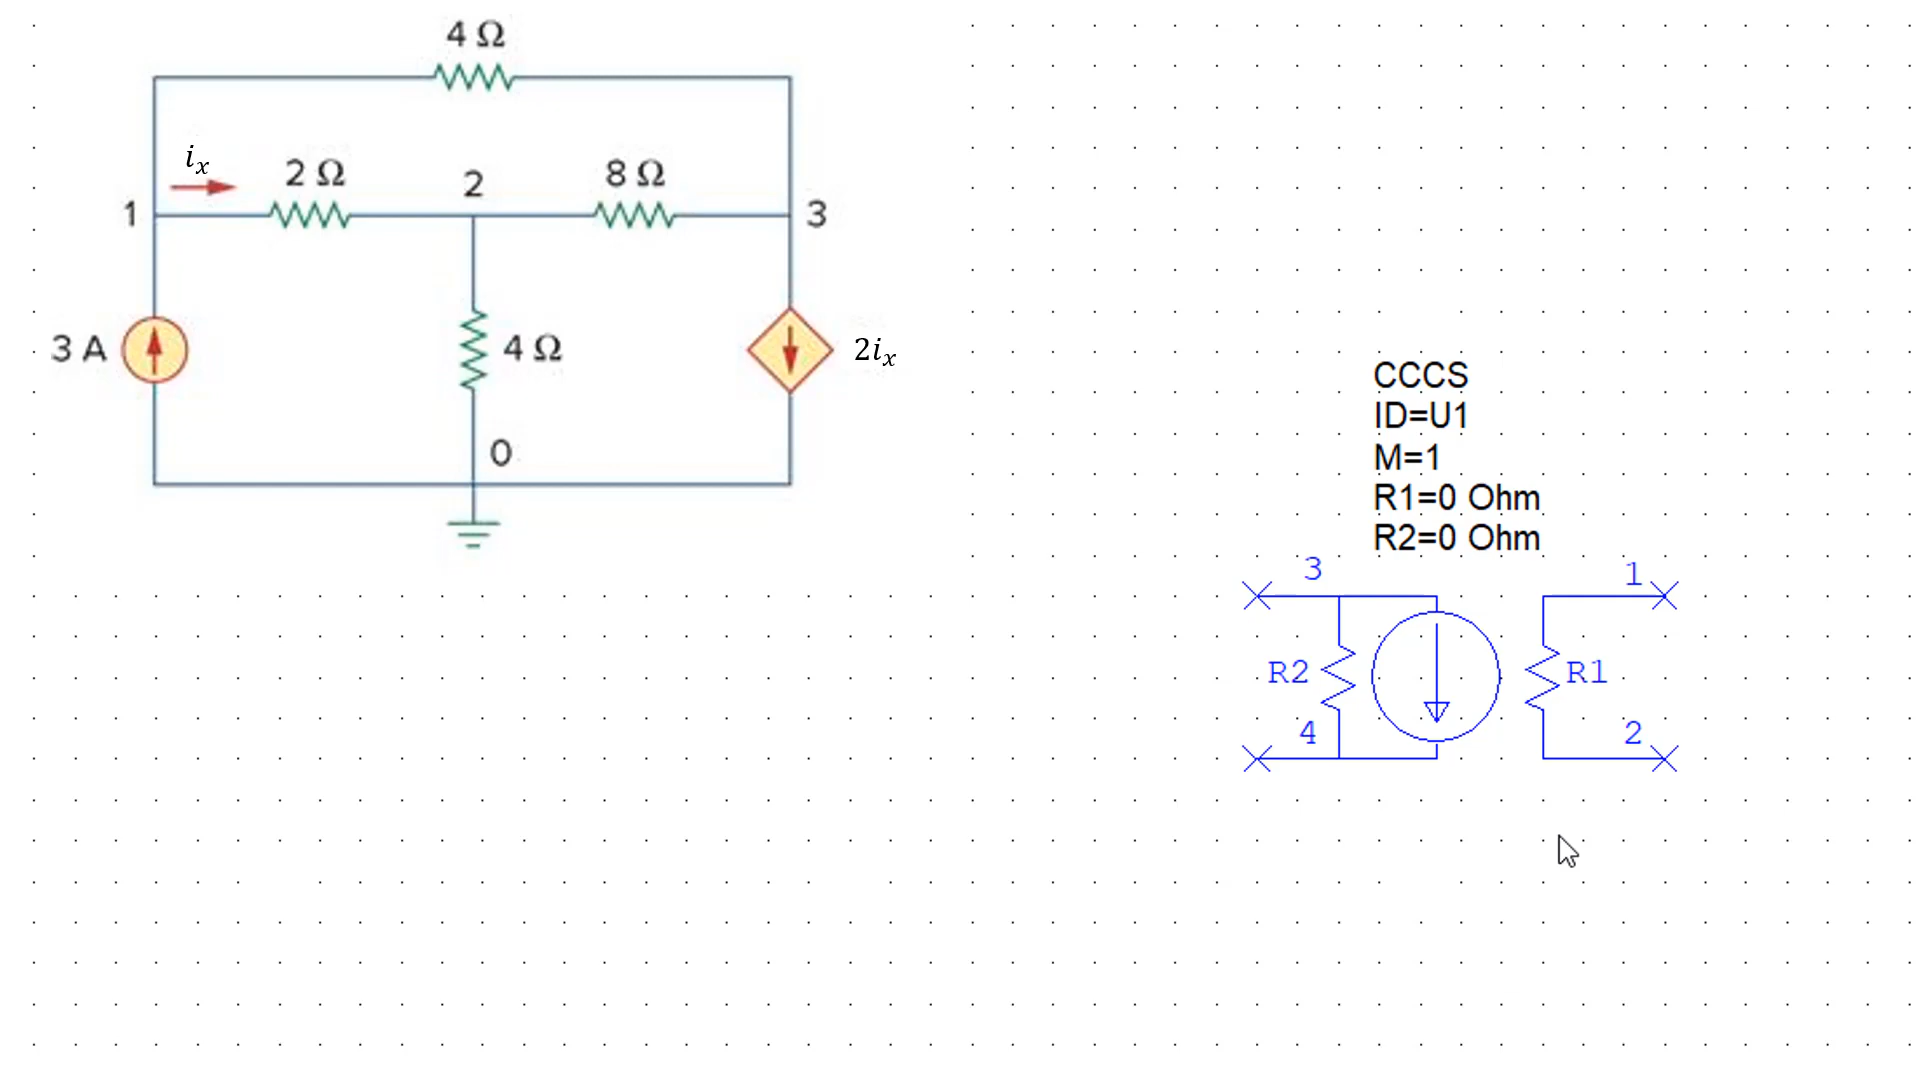 4 Ω
i_x
2 Ω
2
8 Ω
1
3
3 A
4 Ω
2i_x
0
CCCS
ID=U1
M=1
R1=0 Ohm
R2=0 Ohm
3
1
R2
R1
4
2